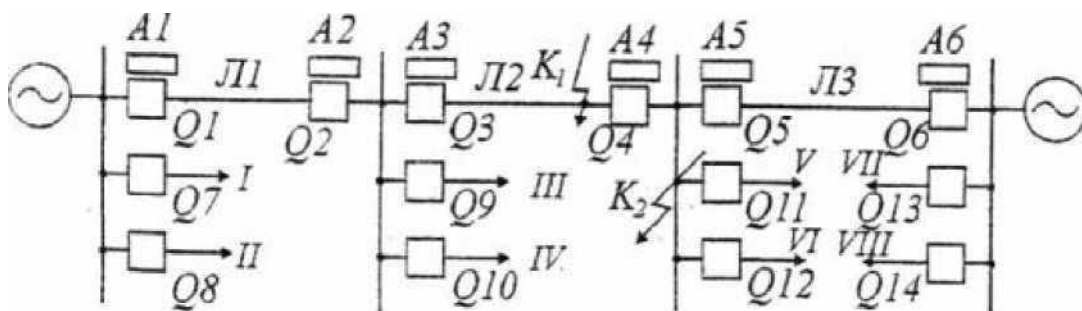 A1 A2 A3 A4 A5 A6
Л1 Л2 K1 Л3
Q1 Q2 Q3 Q4 Q5 Q6
I III K2 V VII
Q7 Q9 Q11 Q13
II IV. VI VIII
Q8 Q10 Q12 Q14